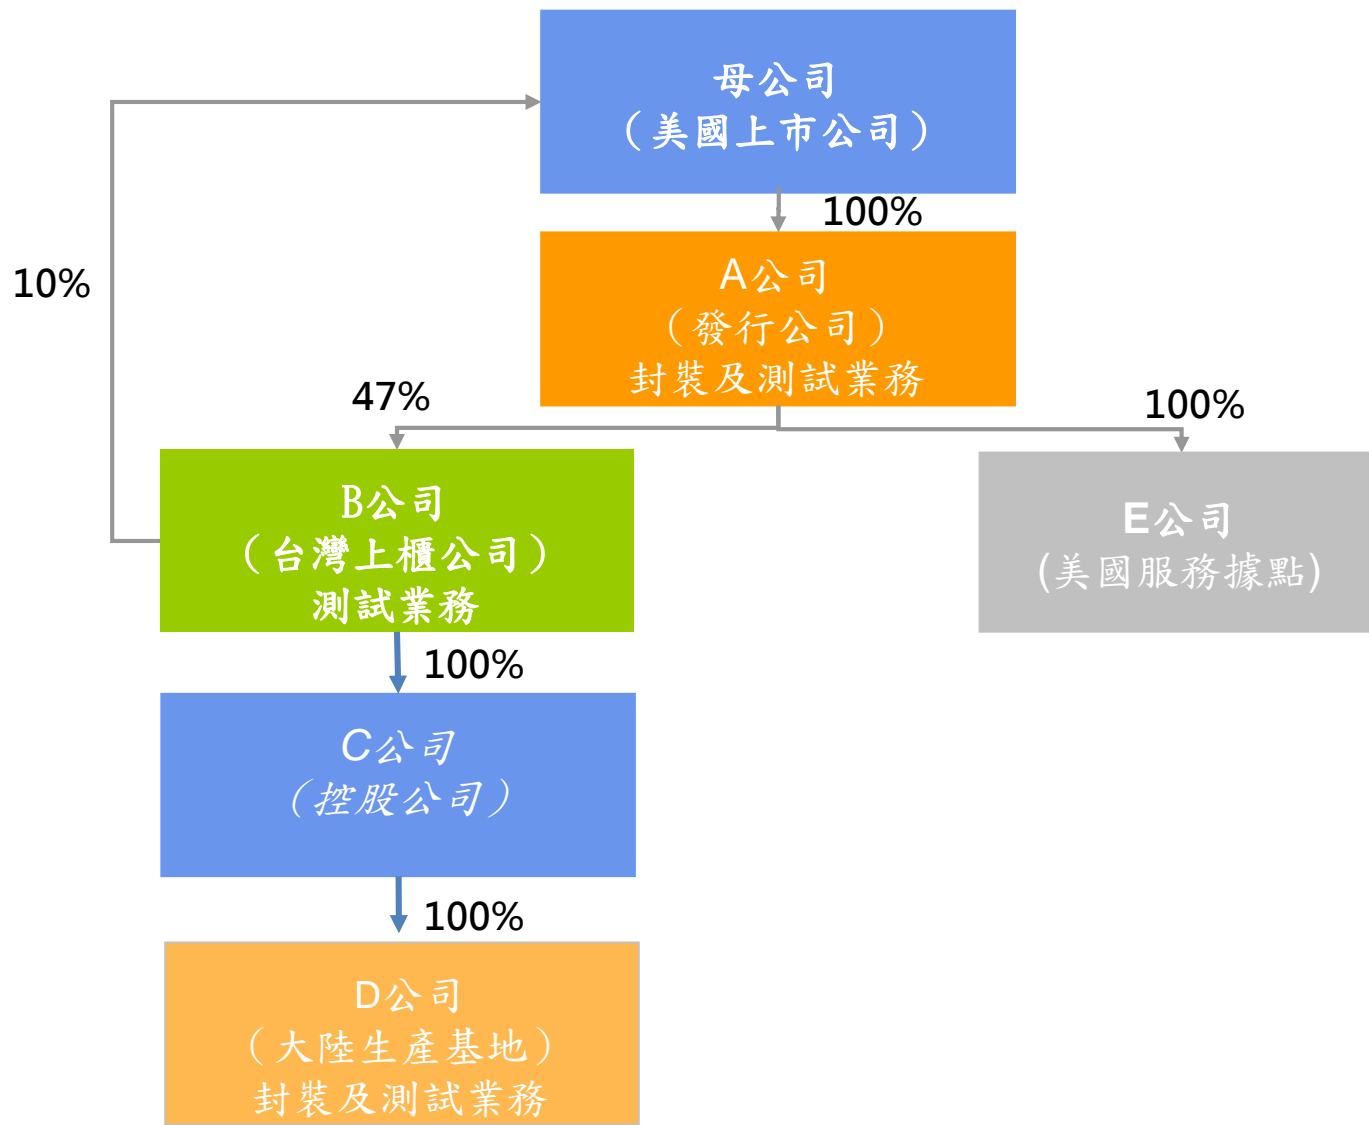 母公司
（美國上市公司）
100%
10%
A公司
（發行公司）
封裝及測試業務
47%
100%
B公司
（台灣上櫃公司）
測試業務
E公司
(美國服務據點)
100%
C公司
（控股公司）
100%
D公司
（大陸生產基地）
封裝及測試業務